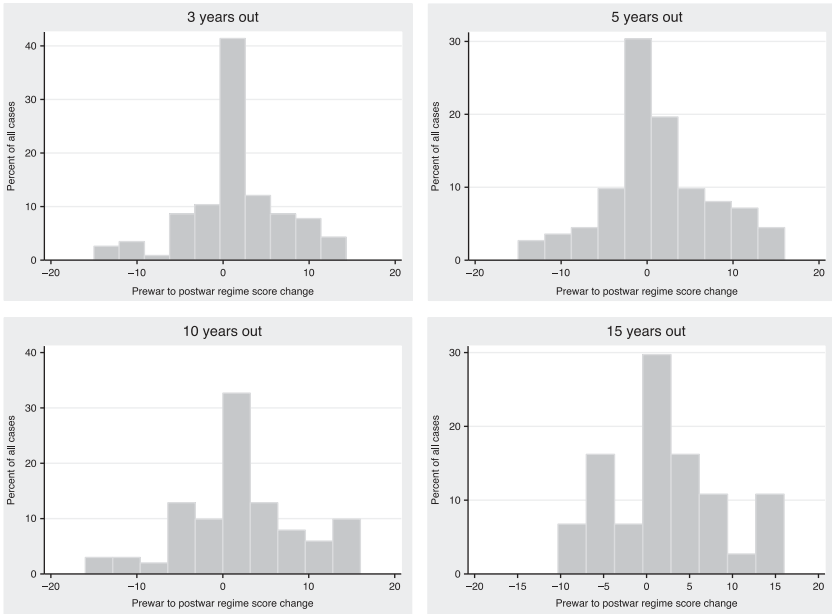 3 years out
40
30
20
10
0
Percent of all cases
−20 −10 0 10 20
Prewar to postwar regime score change
5 years out
30
20
10
0
Percent of all cases
−20 −10 0 10 20
Prewar to postwar regime score change
10 years out
40
30
20
10
0
Percent of all cases
−20 −10 0 10 20
Prewar to postwar regime score change
15 years out
30
20
10
0
Percent of all cases
−20 −15 −10 −5 0 5 10 15 20
Prewar to postwar regime score change